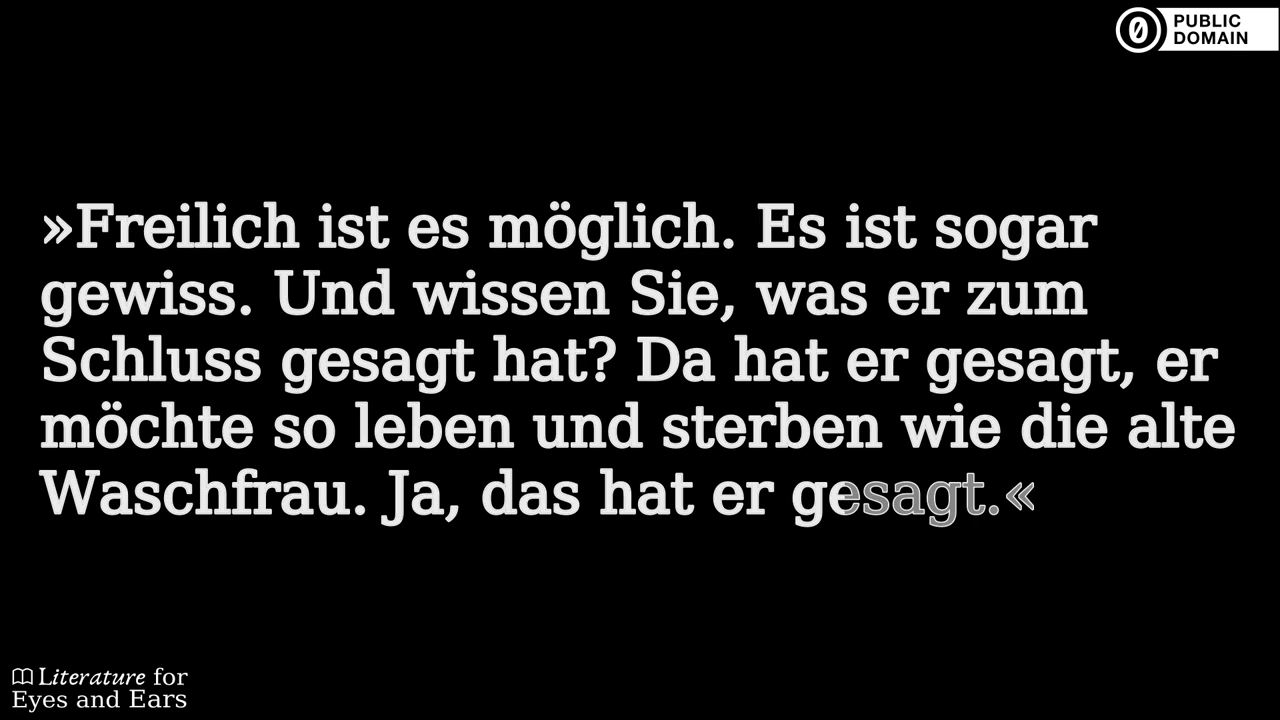 PUBLIC
DOMAIN
»Freilich ist es möglich. Es ist sogar
gewiss. Und wissen Sie, was er zum
Schluss gesagt hat? Da hat er gesagt, er
möchte so leben und sterben wie die alte
Waschfrau. Ja, das hat er gesagt.«
Literature for
Eyes and Ears